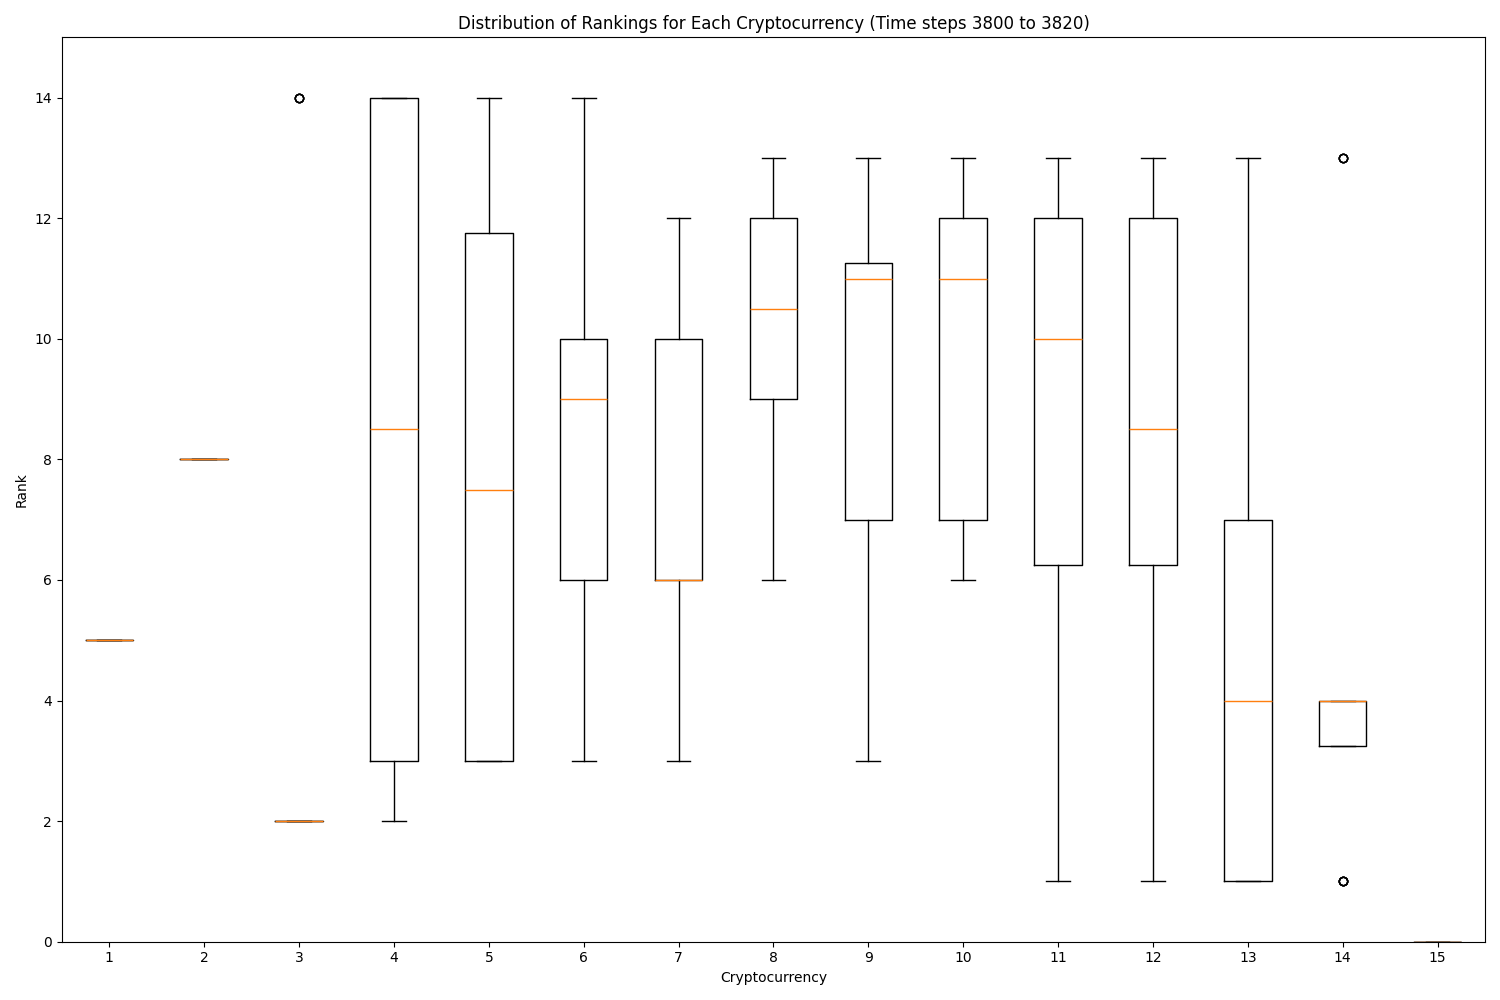 Distribution of Rankings for Each Cryptocurrency (Time steps 3800 to 3820)
Rank
14
12
10
8
6
4
2
0
1 2 3 4 5 6 7 8 9 10 11 12 13 14 15
Cryptocurrency